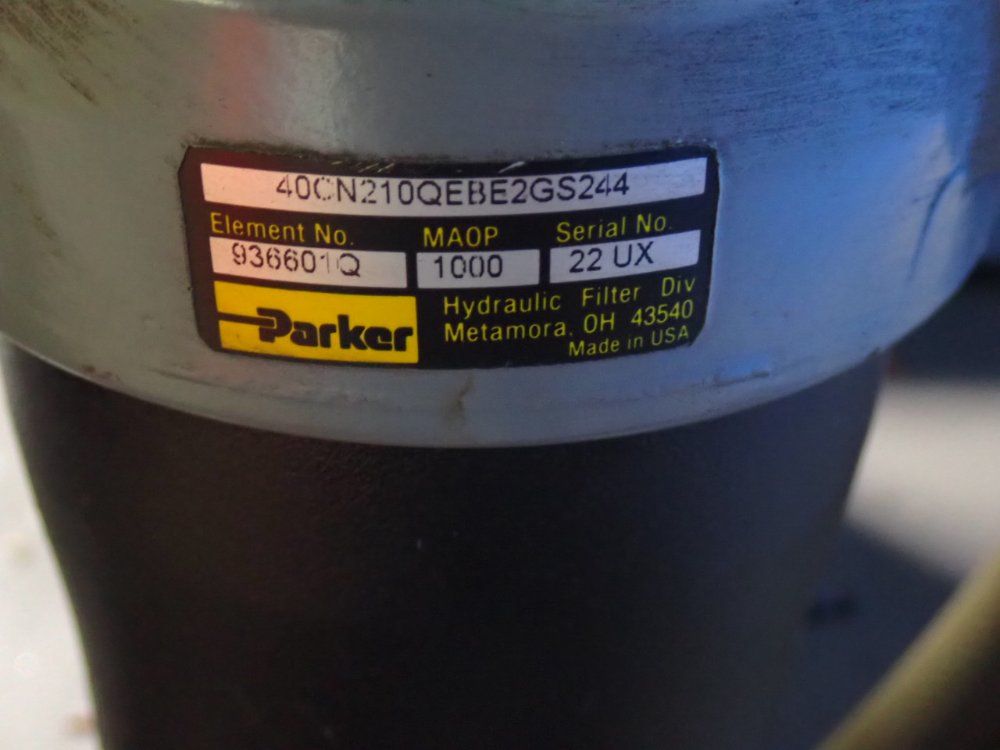 40CN210QEBE2GS244
Element No. MAOP Serial No.
936601Q 1000 22 UX
Parker
Hydraulic Filter Div
Metamora, OH 43540
Made in USA